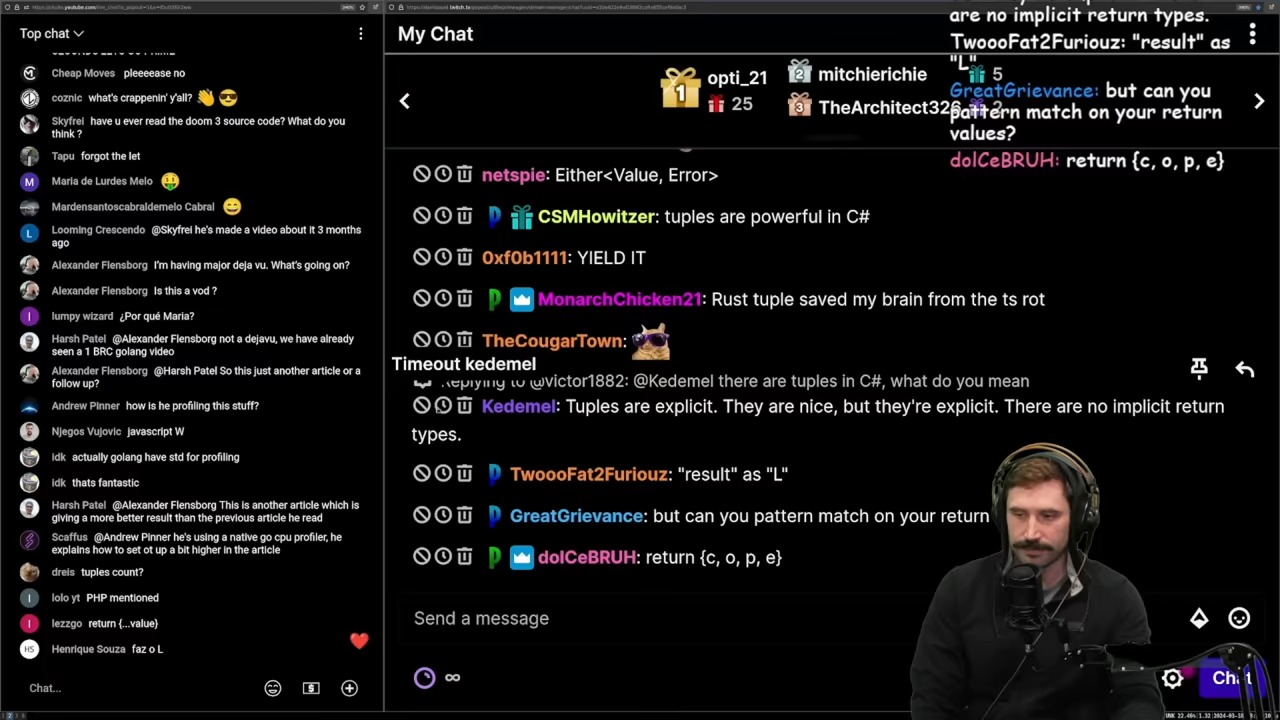 Top chat
Cheap Moves pleeeease no
coznic what's crappenin' y'all?
Skyfrei have u ever read the doom 3 source code? What do you
think ?
Tapu forgot the let
Maria de Lurdes Melo
Mardensantoscabraldemelo Cabral
Looming Crescendo @Skyfrei he's made a video about it 3 months
ago
Alexander Flensborg I'm having major deja vu. What's going on?
Alexander Flensborg Is this a vod ?
lumpy wizard ¿Por qué Maria?
Harsh Patel @Alexander Flensborg not a dejavu, we have already
seen a 1 BRC golang video
Alexander Flensborg @Harsh Patel So this just another article or a
follow up?
Andrew Pinner how is he profiling this stuff?
Njegos Vujovic javascript W
idk actually golang have std for profiling
idk thats fantastic
Harsh Patel @Alexander Flensborg This is another article which is
giving a more better result than the previous article he read
Scaffus @Andrew Pinner he's using a native go cpu profiler, he
explains how to set ot up a bit higher in the article
dreis tuples count?
lolo yt PHP mentioned
lezzgo return {...value}
HS Henrique Souza faz o L
Chat...
My Chat
1 opti_21
25
2 mitchierichie
5
3 TheArchitect326
netspie: Either<Value, Error>
CSMHowitzer: tuples are powerful in C#
0xf0b1111: YIELD IT
MonarchChicken21: Rust tuple saved my brain from the ts rot
TheCougarTown:
Timeout kedemel
Replying to @victor1882: @Kedemel there are tuples in C#, what do you mean
Kedemel: Tuples are explicit. They are nice, but they're explicit. There are no implicit return
types.
TwoooFat2Furiouz: "result" as "L"
GreatGrievance: but can you pattern match on your return
dolCeBRUH: return {c, o, p, e}
Send a message
Chat
are no implicit return types.
TwoooFat2Furiouz: "result" as
"L"
GreatGrievance: but can you
pattern match on your return
values?
dolCeBRUH: return {c, o, p, e}